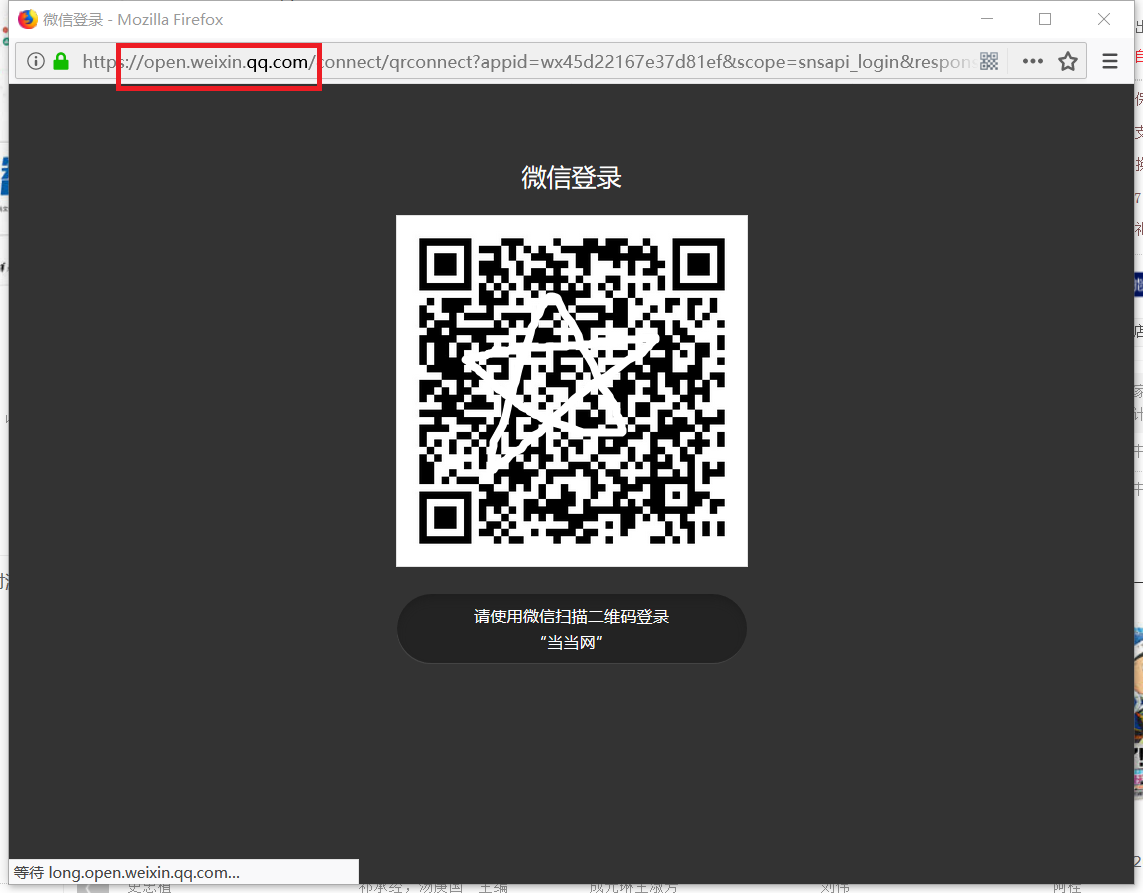 微信登录 - Mozilla Firefox
https://open.weixin.qq.com/connect/qrconnect?appid=wx45d22167e37d81ef&scope=snsapi_login&respons
微信登录
请使用微信扫描二维码登录
“当当网”
等待 long.open.weixin.qq.com...